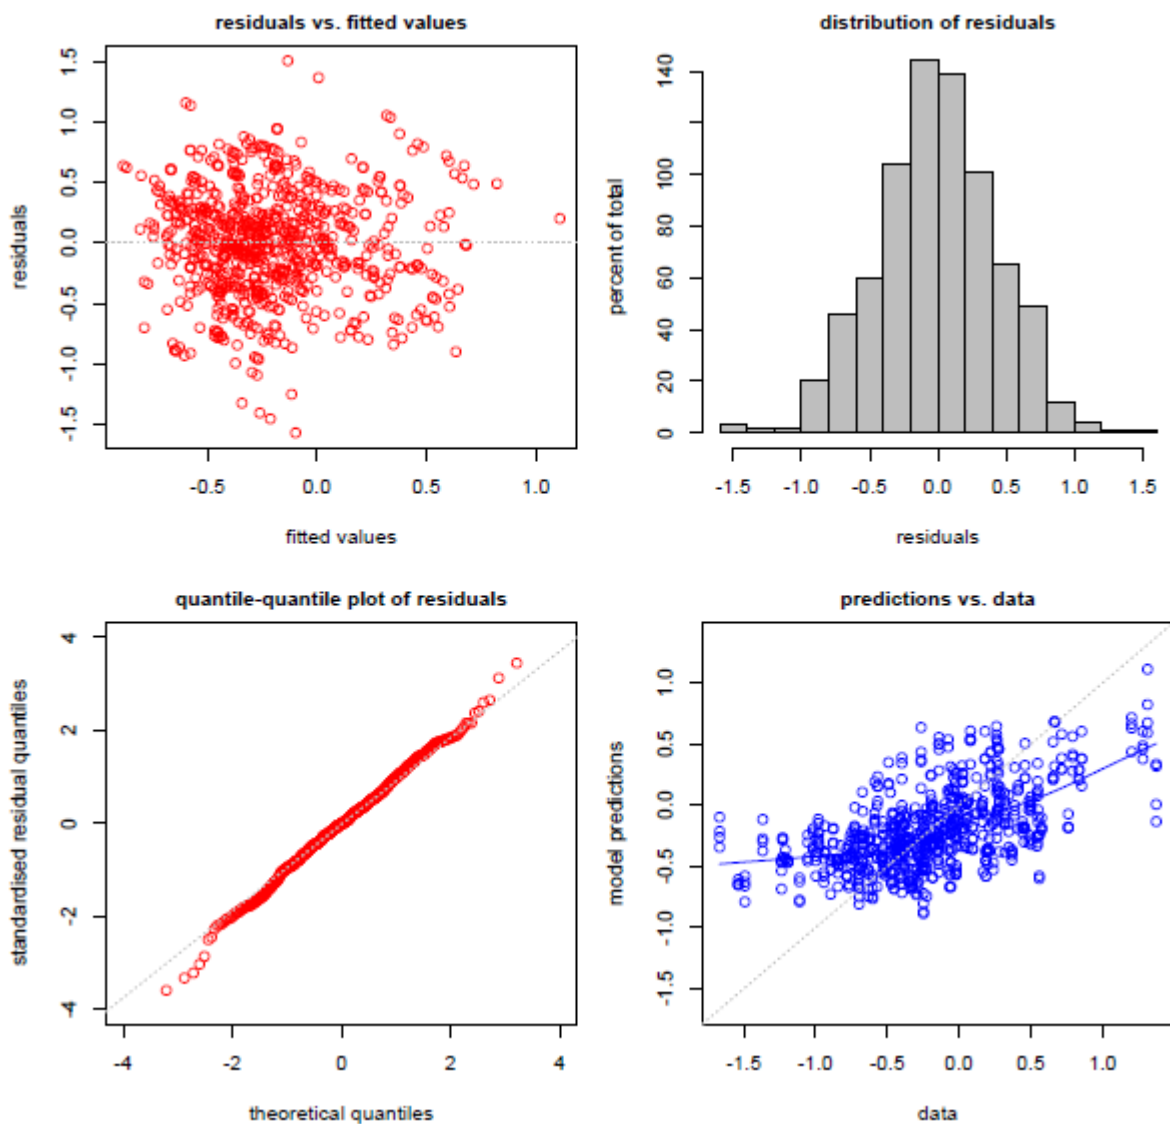 residuals vs. fitted values
residuals
1.5
1.0
0.5
0.0
-0.5
-1.0
-1.5
-0.5 0.0 0.5 1.0
fitted values
distribution of residuals
percent of total
140
100
80
60
40
20
0
-1.5 -1.0 -0.5 0.0 0.5 1.0 1.5
residuals
quantile-quantile plot of residuals
standardised residual quantiles
4
2
0
-2
-4
-4 -2 0 2 4
theoretical quantiles
predictions vs. data
model predictions
1.0
0.5
0.0
-0.5
-1.0
-1.5
-1.5 -1.0 -0.5 0.0 0.5 1.0
data